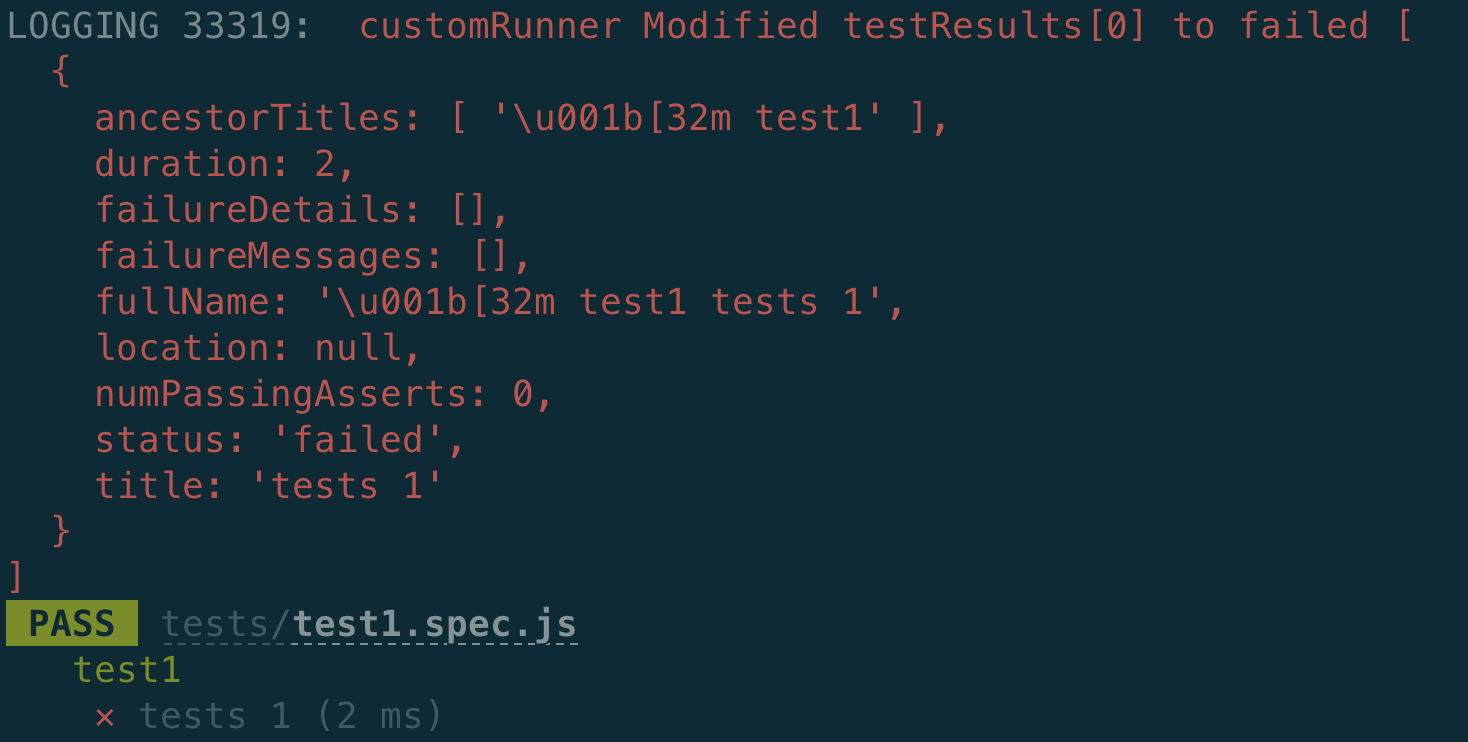 LOGGING 33319:  customRunner Modified testResults[0] to failed [
  {
    ancestorTitles: [ '\u001b[32m test1' ],
    duration: 2,
    failureDetails: [],
    failureMessages: [],
    fullName: '\u001b[32m test1 tests 1',
    location: null,
    numPassingAsserts: 0,
    status: 'failed',
    title: 'tests 1'
  }
]
 PASS  tests/test1.spec.js
   test1
    × tests 1 (2 ms)